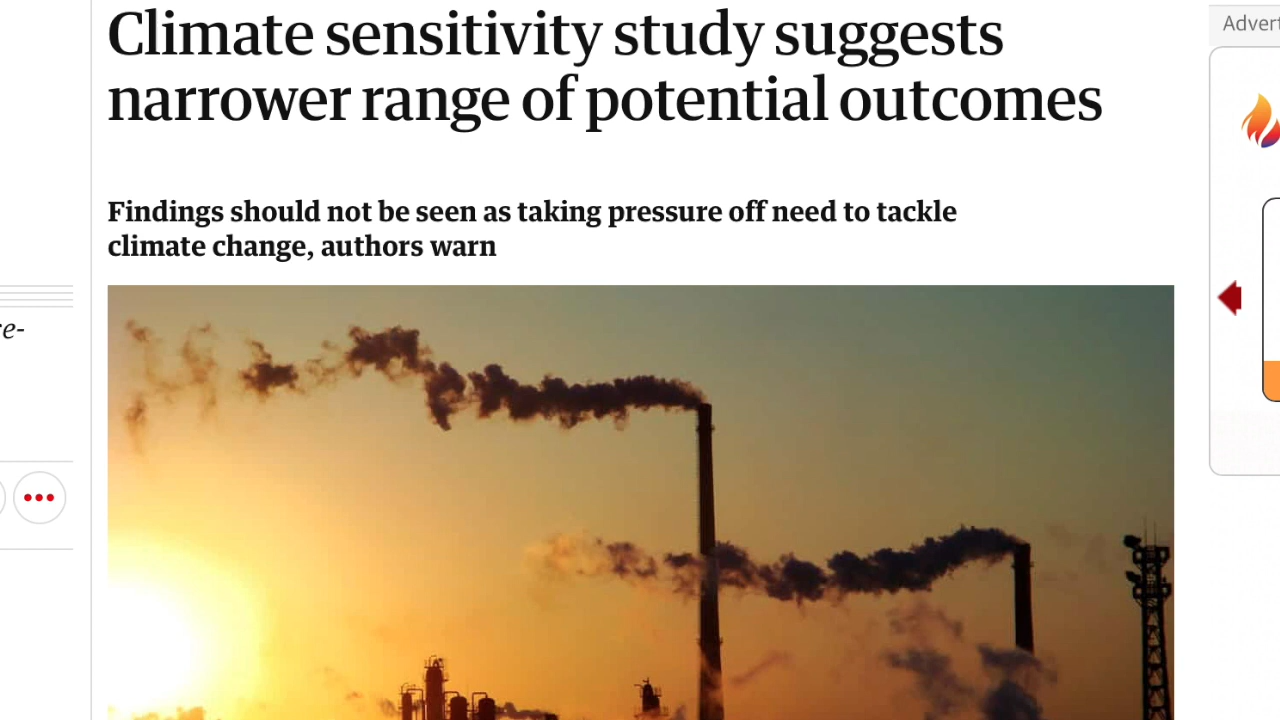 Climate sensitivity study suggests
narrower range of potential outcomes
Findings should not be seen as taking pressure off need to tackle
climate change, authors warn